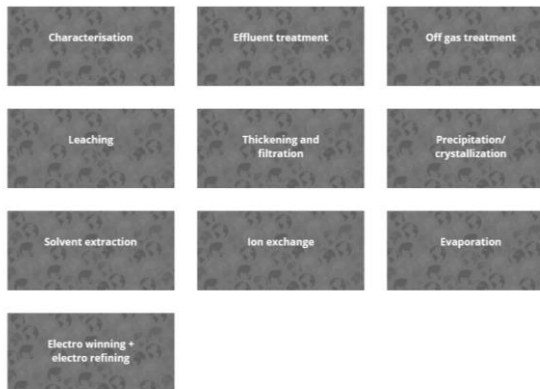 Characterisation
Effluent treatment
Off gas treatment
Leaching
Thickening and
filtration
Precipitation/
crystallization
Solvent extraction
Ion exchange
Evaporation
Electro winning +
electro refining